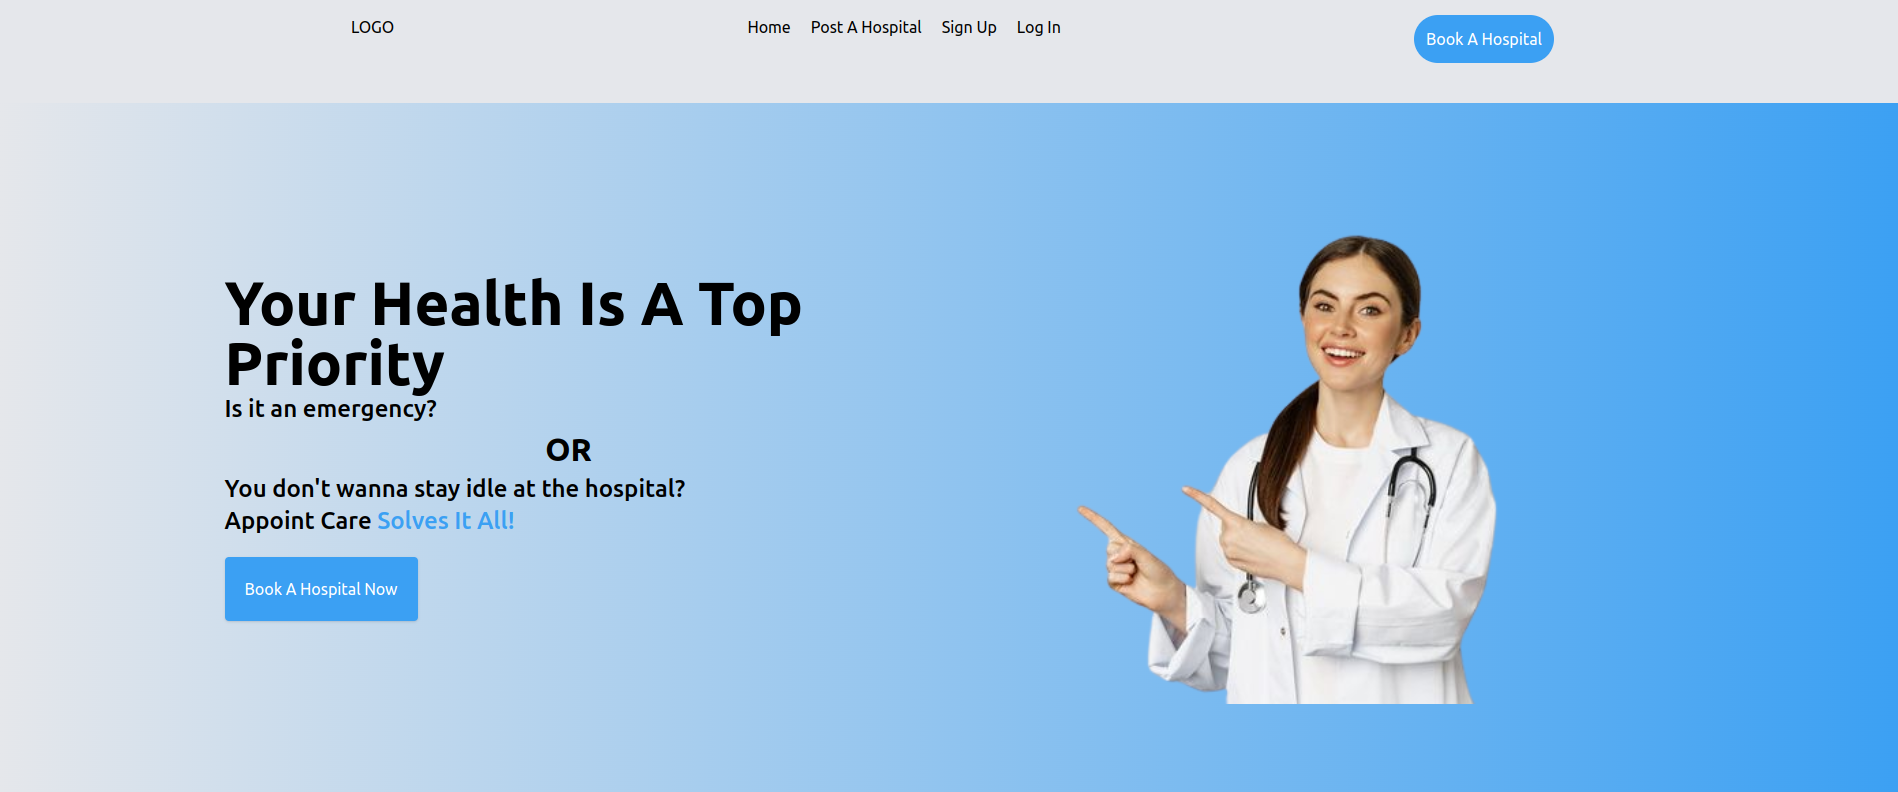 LOGO
Home Post A Hospital Sign Up Log In
Book A Hospital
Your Health Is A Top
Priority
Is it an emergency?
OR
You don't wanna stay idle at the hospital?
Appoint Care Solves It All!
Book A Hospital Now